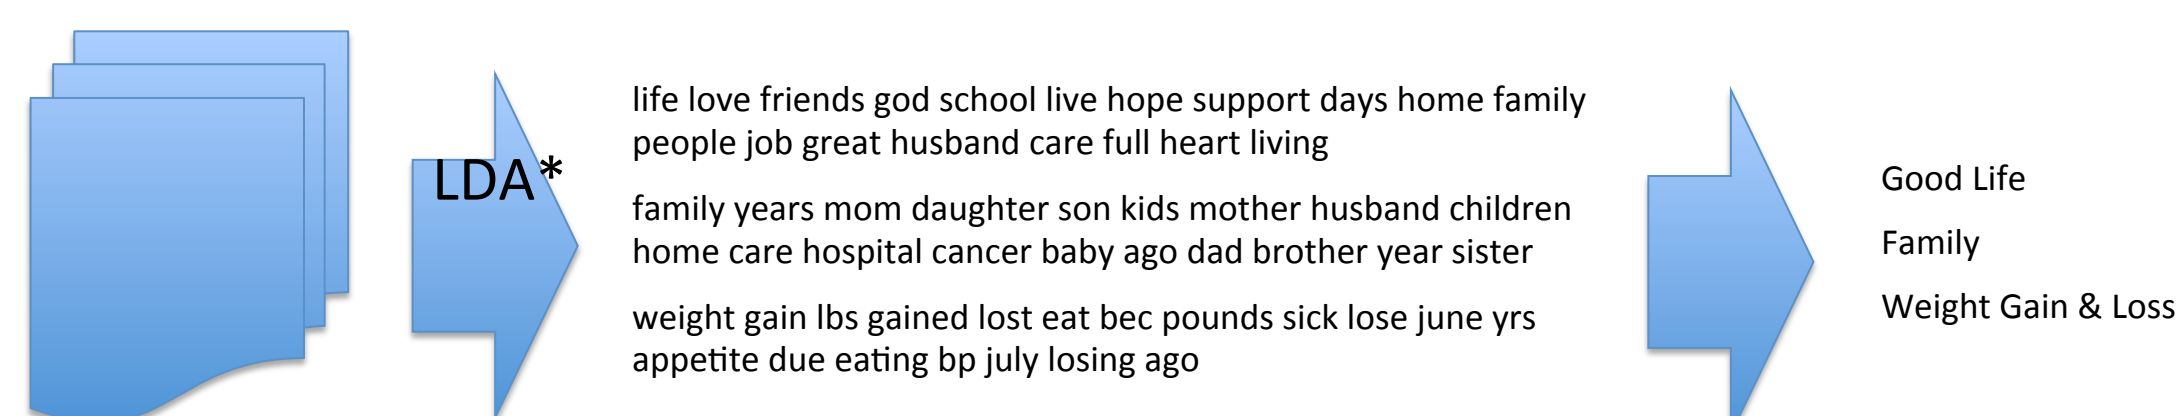 LDA*
life love friends god school live hope support days home family
people job great husband care full heart living
family years mom daughter son kids mother husband children
home care hospital cancer baby ago dad brother year sister
weight gain lbs gained lost eat bec pounds sick lose june yrs
appetite due eating bp july losing ago
Good Life
Family
Weight Gain & Loss